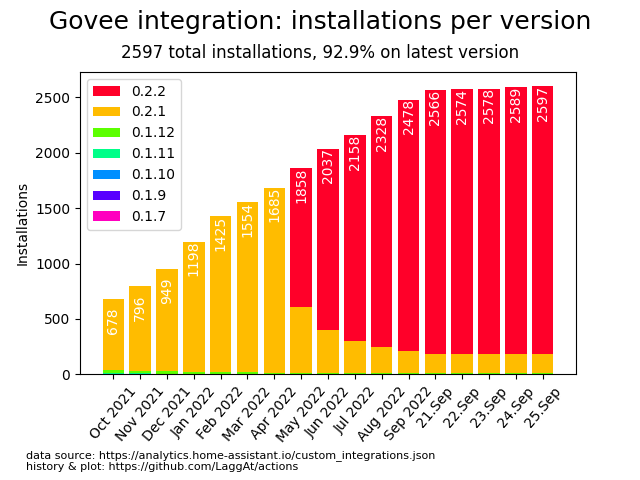 Govee integration: installations per version
2597 total installations, 92.9% on latest version
Installations
2500
2000
1500
1000
500
0
0.2.2
0.2.1
0.1.12
0.1.11
0.1.10
0.1.9
0.1.7
678
796
949
1198
1425
1554
1685
1858
2037
2158
2328
2478
2566
2574
2578
2589
2597
Oct 2021
Nov 2021
Dec 2021
Jan 2022
Feb 2022
Mar 2022
Apr 2022
May 2022
Jun 2022
Jul 2022
Aug 2022
Sep 2022
21.Sep
22.Sep
23.Sep
24.Sep
25.Sep
data source: https://analytics.home-assistant.io/custom_integrations.json
history & plot: https://github.com/LaggAt/actions